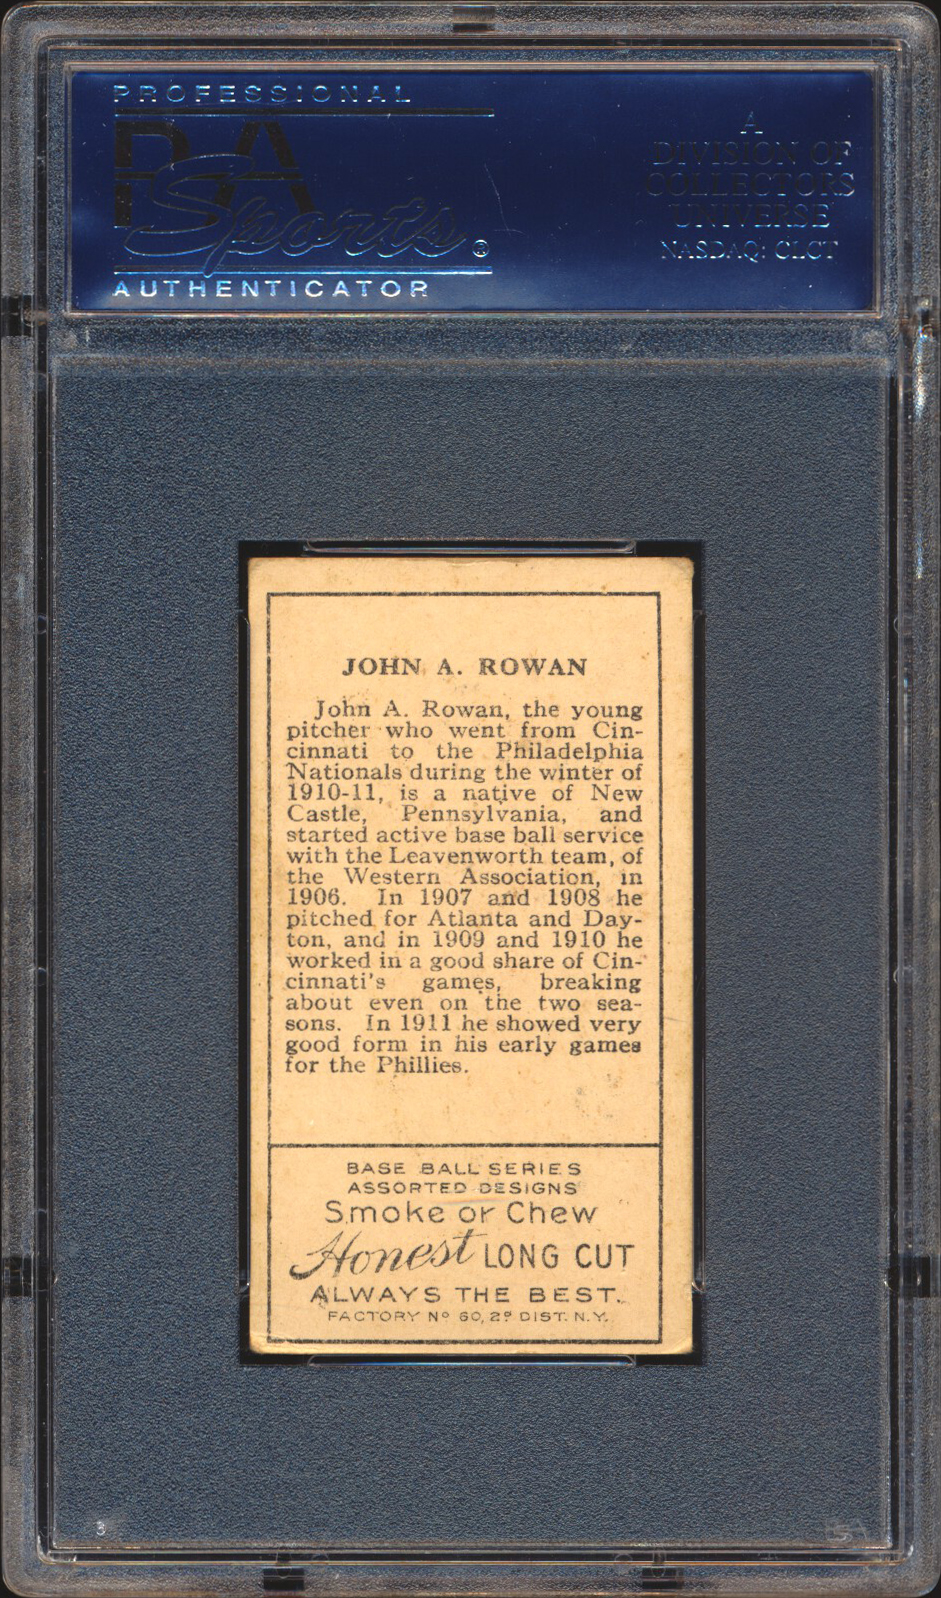 PROFESSIONAL
PSA
Sports®
AUTHENTICATOR
A
DIVISION OF
COLLECTORS
UNIVERSE
NASDAQ: CLCT
JOHN A. ROWAN
John A. Rowan, the young
pitcher who went from Cin-
cinnati to the Philadelphia
Nationals during the winter of
1910-11, is a native of New
Castle, Pennsylvania, and
started active base ball service
with the Leavenworth team, of
the Western Association, in
1906. In 1907 and 1908 he
pitched for Atlanta and Day-
ton, and in 1909 and 1910 he
worked in a good share of Cin-
cinnati's games, breaking
about even on the two sea-
sons. In 1911 he showed very
good form in his early games
for the Phillies.
BASE BALL SERIES
ASSORTED DESIGNS
Smoke or Chew
Honest LONG CUT
ALWAYS THE BEST.
FACTORY Nº 60, 2º DIST. N.Y.
3